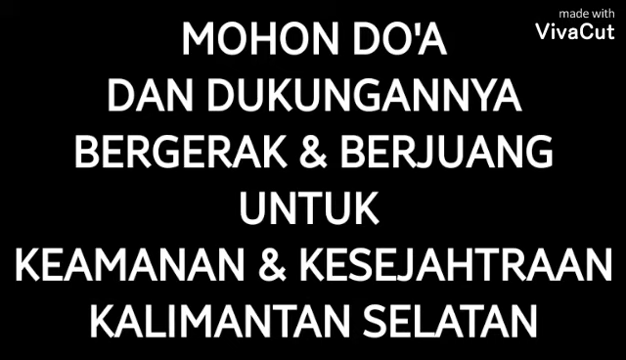 made with
VivaCut
MOHON DO'A
DAN DUKUNGANNYA
BERGERAK & BERJUANG
UNTUK
KEAMANAN & KESEJAHTRAAN
KALIMANTAN SELATAN